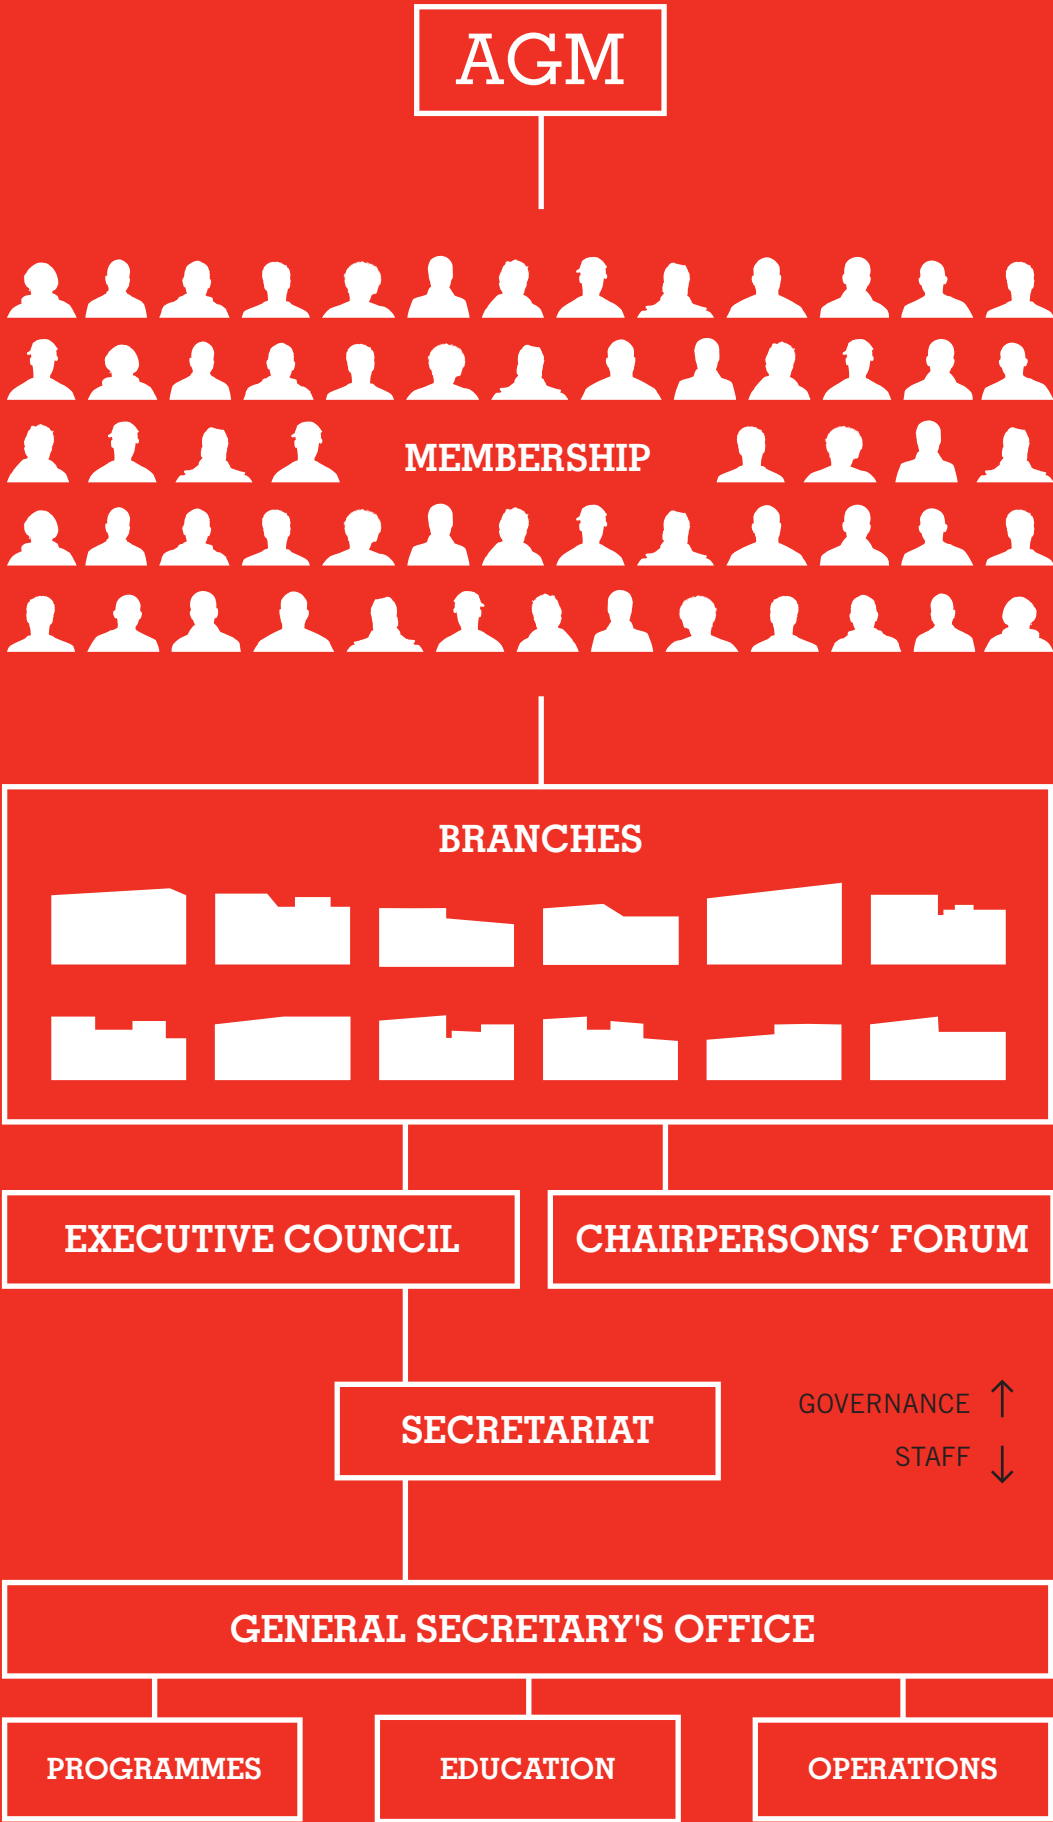 AGM
MEMBERSHIP
BRANCHES
EXECUTIVE COUNCIL
CHAIRPERSONS’ FORUM
SECRETARIAT
GOVERNANCE ↑
STAFF ↓
GENERAL SECRETARY'S OFFICE
PROGRAMMES
EDUCATION
OPERATIONS